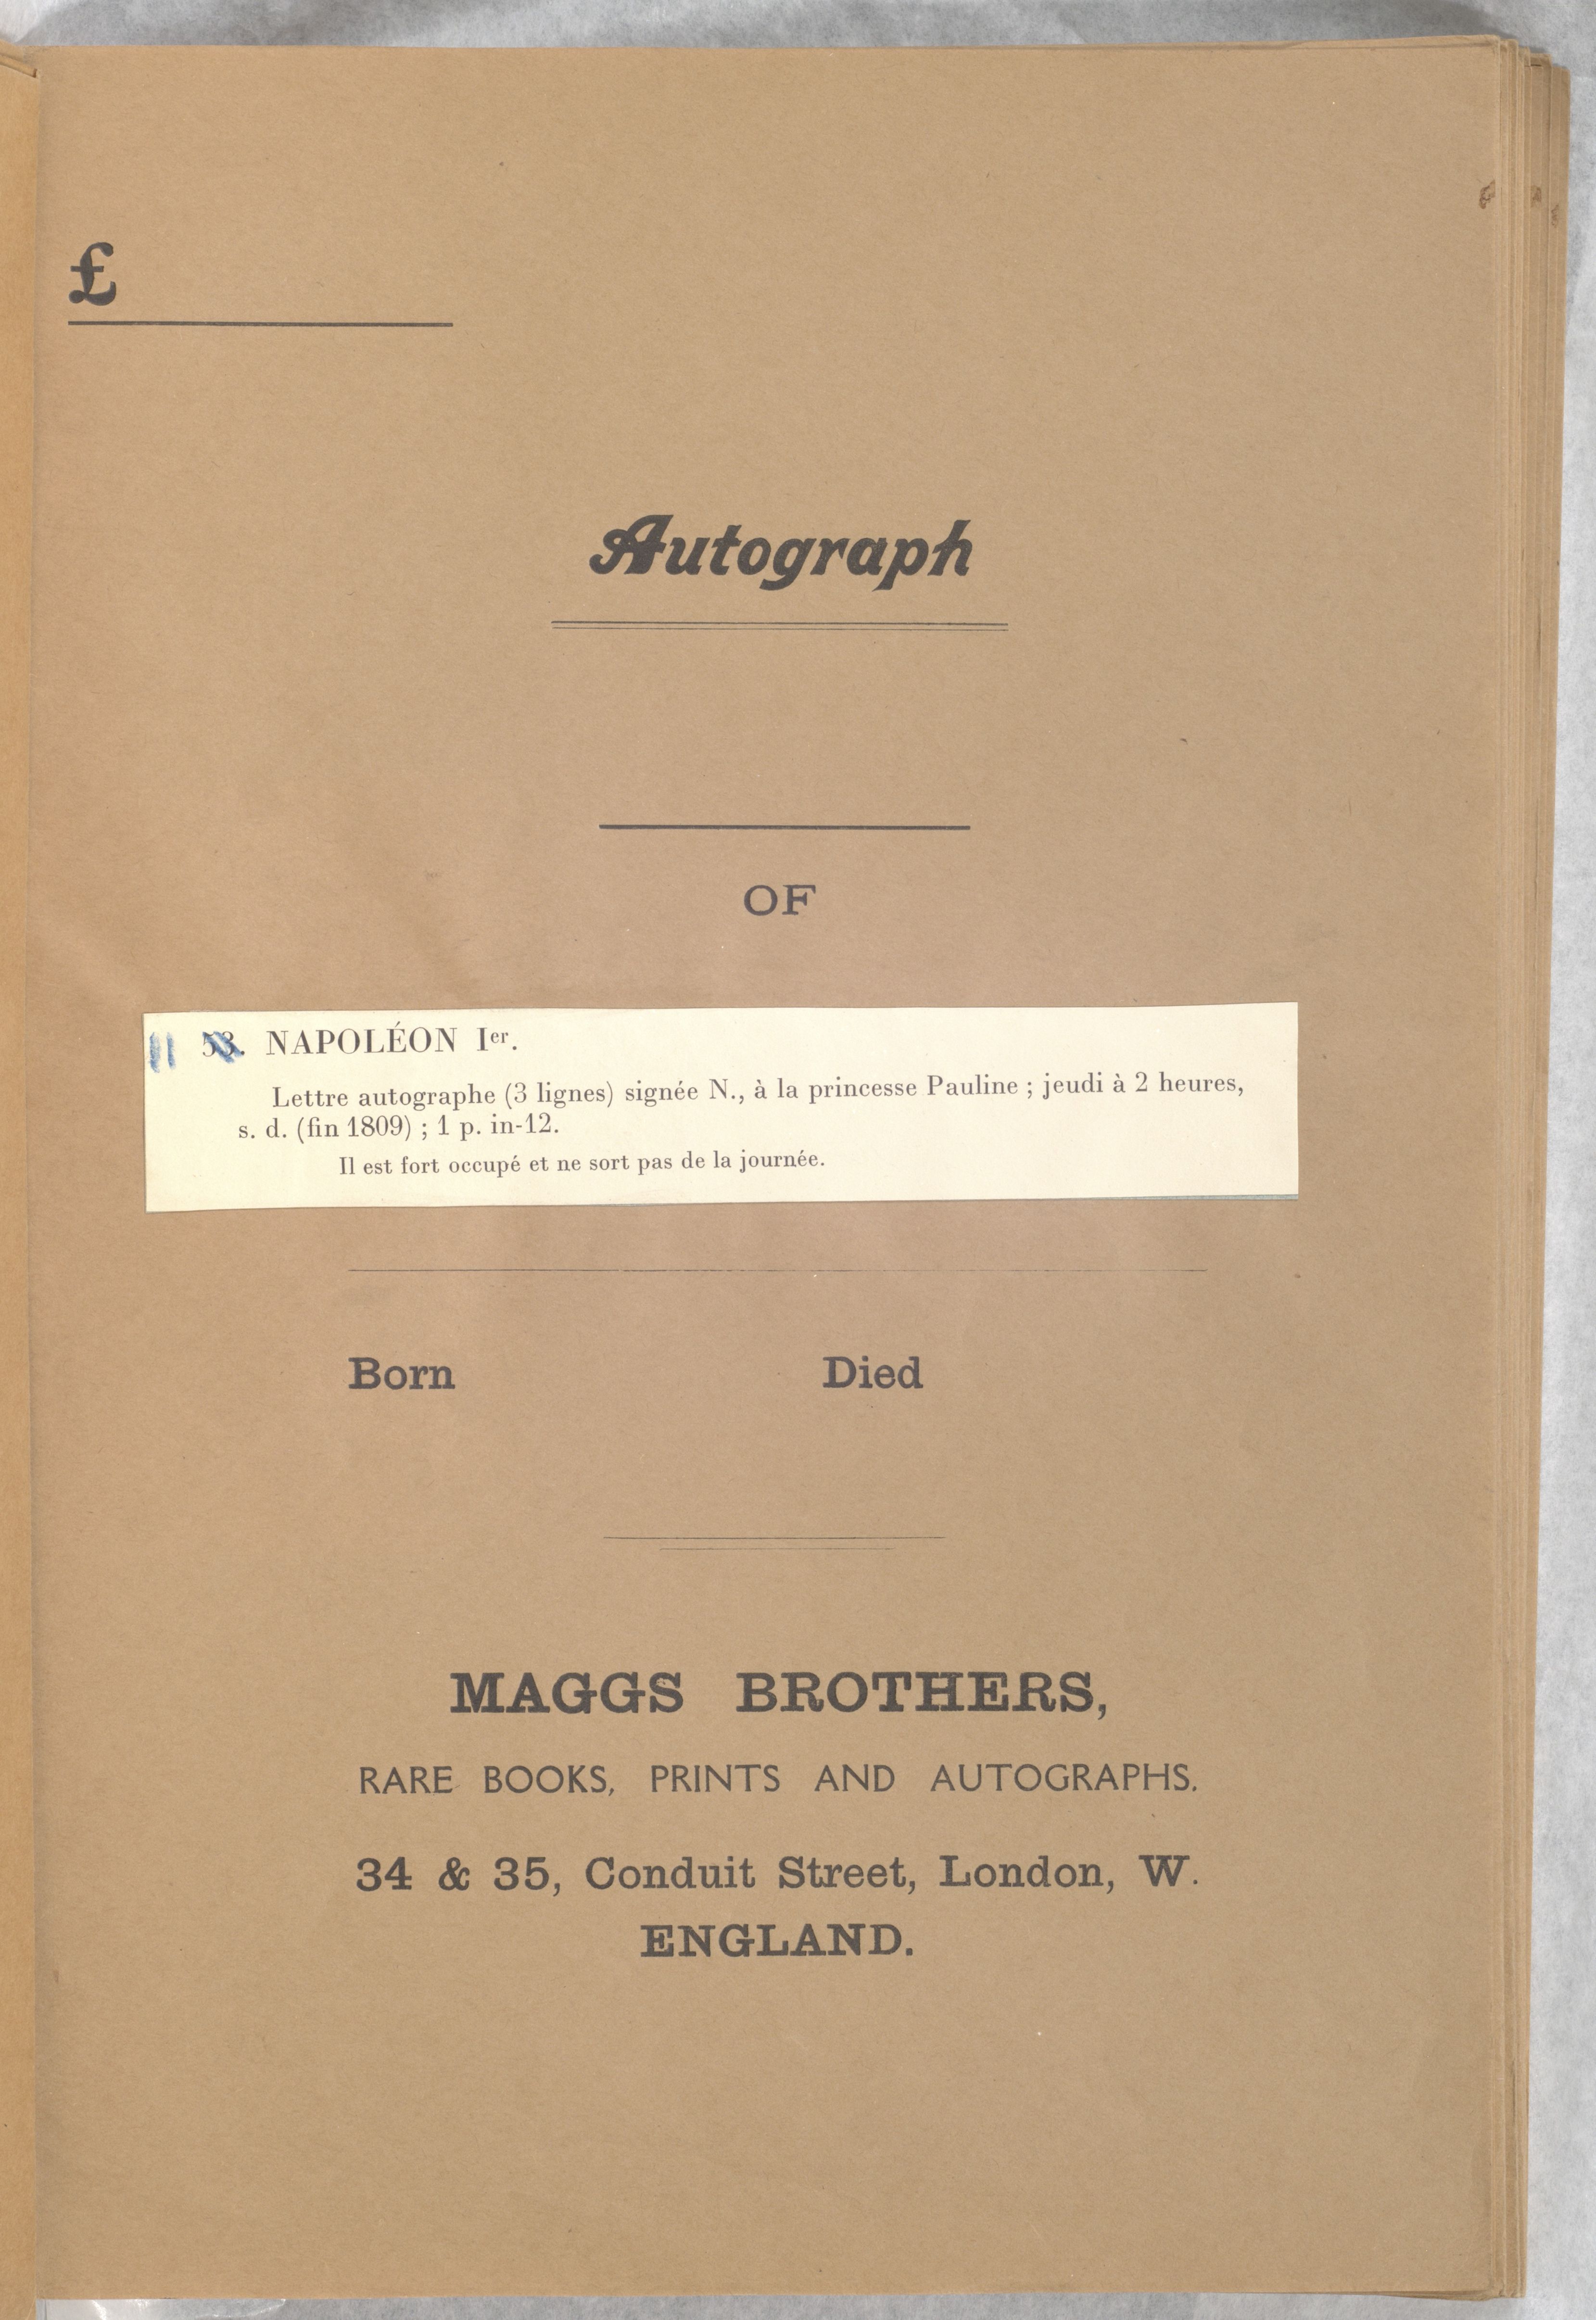 £
Autograph
OF
11 53. NAPOLÉON Ier.
Lettre autographe (3 lignes) signée N., à la princesse Pauline ; jeudi à 2 heures,
s. d. (fin 1809) ; 1 p. in-12.
Il est fort occupé et ne sort pas de la journée.
Born Died
MAGGS BROTHERS,
RARE BOOKS, PRINTS AND AUTOGRAPHS.
34 & 35, Conduit Street, London, W.
ENGLAND.